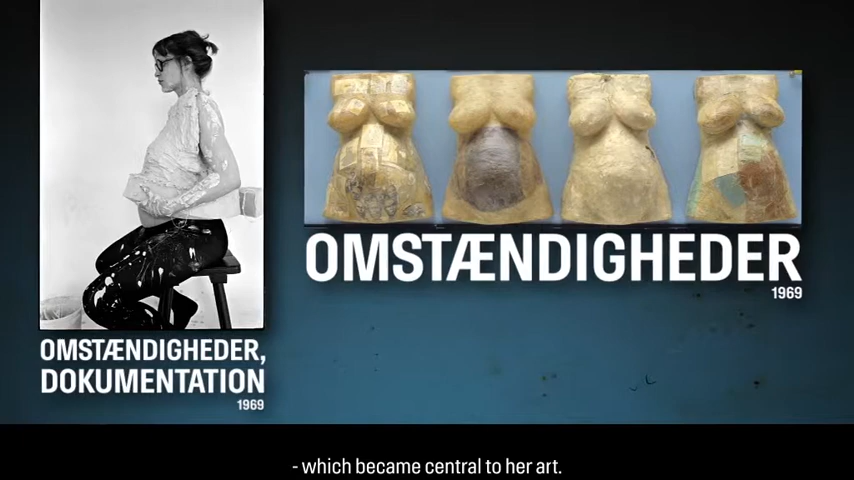 OMSTÆNDIGHEDER,
DOKUMENTATION
1969
OMSTÆNDIGHEDER
1969
- which became central to her art.